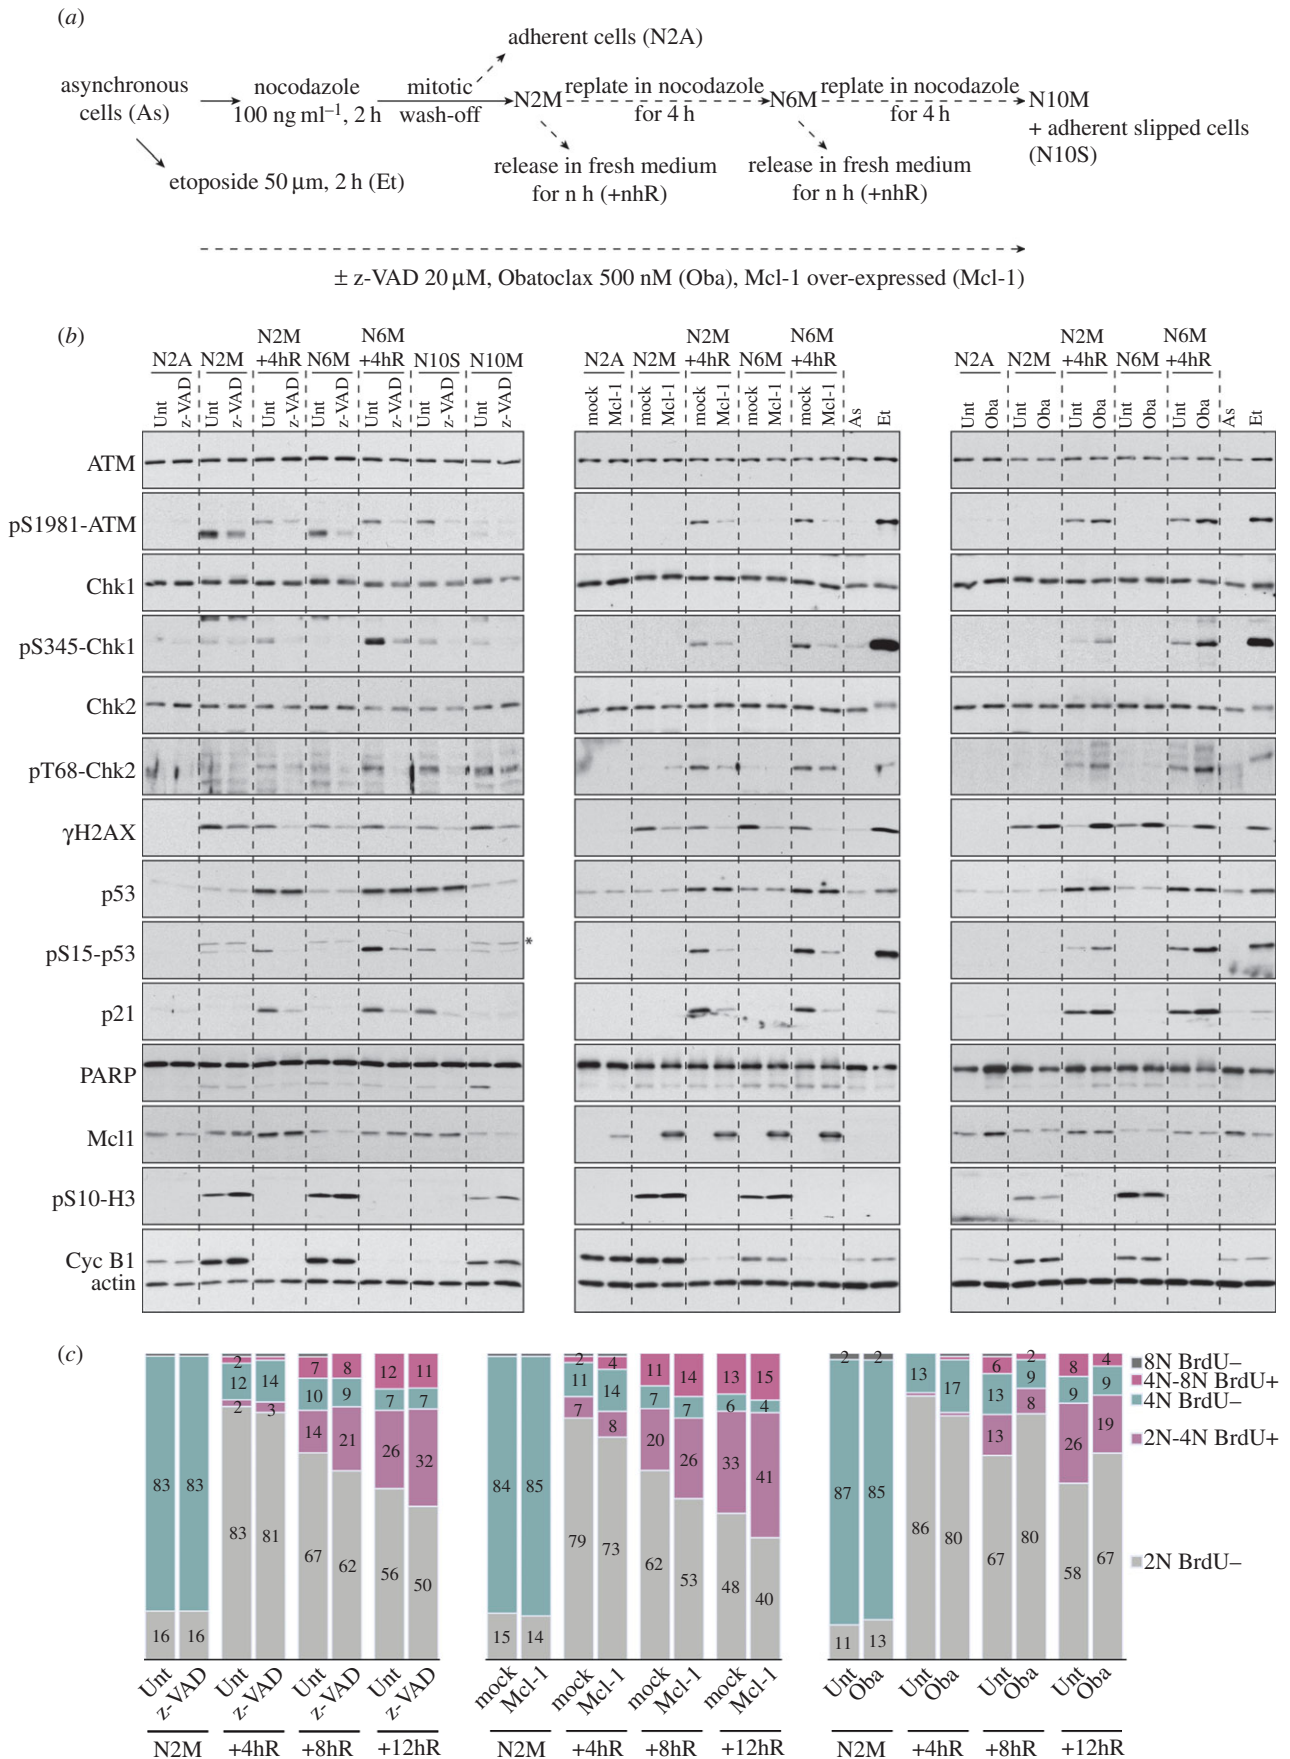 (a)
adherent cells (N2A)
asynchronous
cells (As)
nocodazole
100 ng ml–1, 2 h
mitotic
wash-off
N2M
replate in nocodazole
for 4 h
N6M
replate in nocodazole
for 4 h
N10M
+ adherent slipped cells
(N10S)
release in fresh medium
for n h (+nhR)
release in fresh medium
for n h (+nhR)
etoposide 50 µm, 2 h (Et)
± z-VAD 20 µM, Obatoclax 500 nM (Oba), Mcl-1 over-expressed (Mcl-1)
(b)
N2A N2M N2M +4hR N6M N6M +4hR N10S N10M
Unt z-VAD Unt z-VAD Unt z-VAD Unt z-VAD Unt z-VAD Unt z-VAD Unt z-VAD
N2A N2M N2M +4hR N6M N6M +4hR
mock Mcl-1 mock Mcl-1 mock Mcl-1 mock Mcl-1 mock Mcl-1 As Et
N2A N2M N2M +4hR N6M N6M +4hR
Unt Oba Unt Oba Unt Oba Unt Oba Unt Oba As Et
ATM
pS1981-ATM
Chk1
pS345-Chk1
Chk2
pT68-Chk2
γH2AX
p53
pS15-p53
*
p21
PARP
Mcl1
pS10-H3
Cyc B1
actin
(c)
83 16
83 16
2 12 2 83
14 3 81
7 10 14 67
8 9 21 62
12 7 26 56
11 7 32 50
Unt z-VAD Unt z-VAD Unt z-VAD Unt z-VAD
N2M +4hR +8hR +12hR
84 15
85 14
2 11 7 79
4 14 8 73
11 7 20 62
14 7 26 53
13 6 33 48
15 4 41 40
mock Mcl-1 mock Mcl-1 mock Mcl-1 mock Mcl-1
N2M +4hR +8hR +12hR
2 87 11
2 85 13
13 86
17 80
6 13 13 67
2 9 8 80
8 9 26 58
4 9 19 67
Unt Oba Unt Oba Unt Oba Unt Oba
N2M +4hR +8hR +12hR
8N BrdU–
4N-8N BrdU+
4N BrdU–
2N-4N BrdU+
2N BrdU–